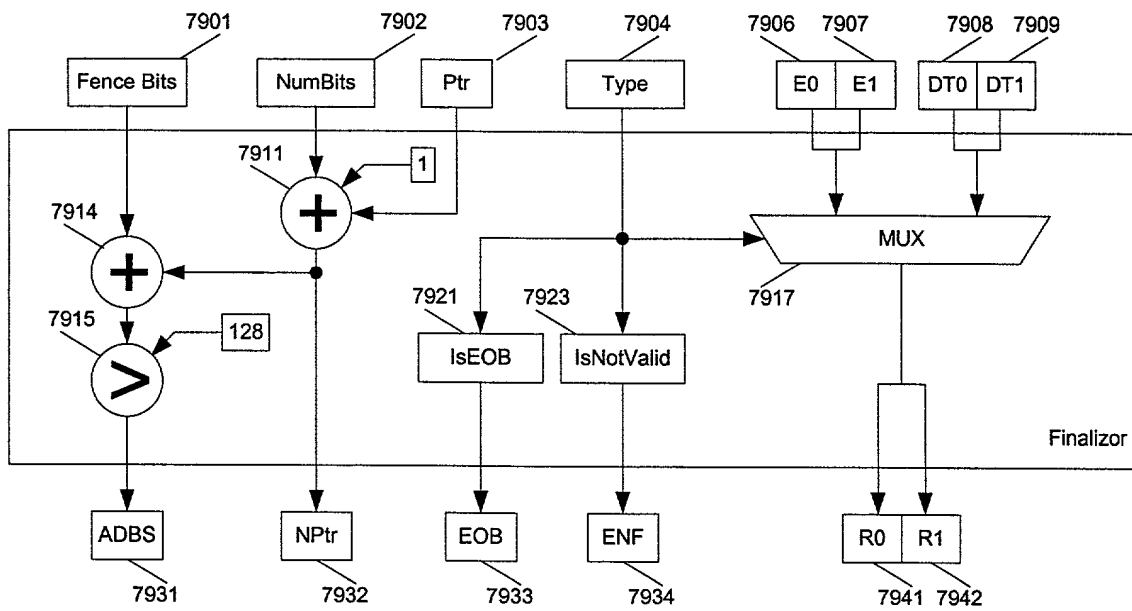 7901 7902 7903 7904 7906 7907 7908 7909
Fence Bits NumBits Ptr Type E0 E1 DT0 DT1
7911 1
+
7914
+
MUX
7917
7921 7923
7915 128
IsEOB IsNotValid
>
Finalizor
ADBS NPtr EOB ENF R0 R1
7931 7932 7933 7934 7941 7942